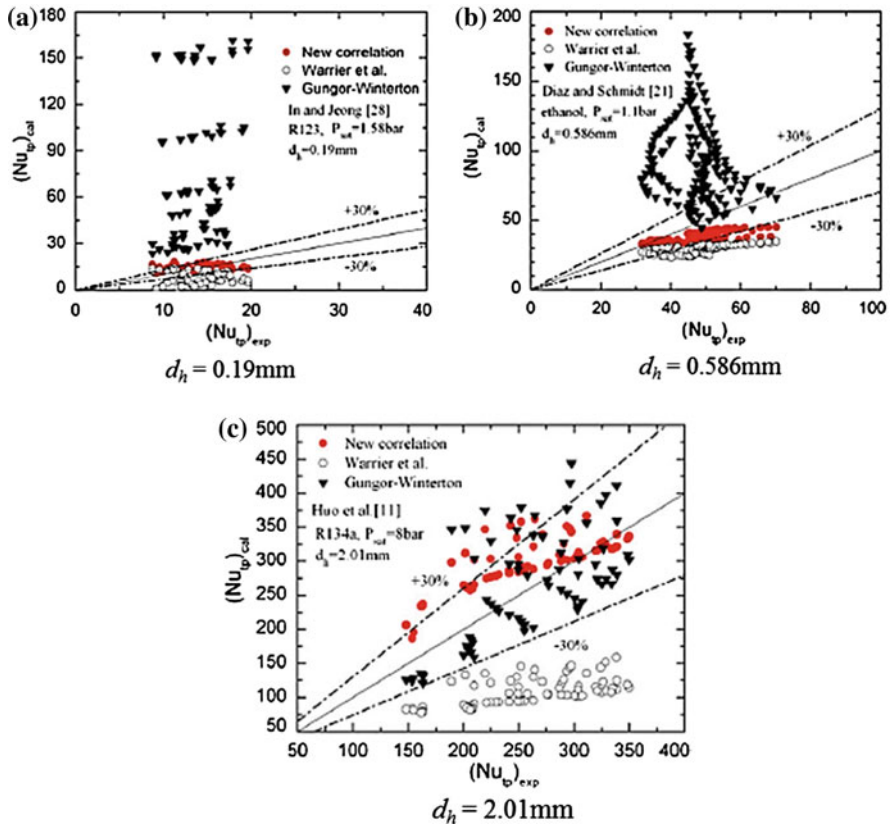 (a)
(Nu_tp)_cal
180
150
120
90
60
30
0
New correlation
Warrier et al.
Gungor-Winterton
In and Jeong [28]
R123, P_sat=1.58bar
d_h=0.19mm
+30%
-30%
0 10 20 30 40
(Nu_tp)_exp
d_h = 0.19mm
(b)
(Nu_tp)_cal
200
150
100
50
0
New correlation
Warrier et al.
Gungor-Winterton
Diaz and Schmidt [21]
ethanol, P_sat=1.1bar
d_h=0.586mm
+30%
-30%
0 20 40 60 80 100
(Nu_tp)_exp
d_h = 0.586mm
(c)
(Nu_tp)_cal
500
450
400
350
300
250
200
150
100
50
New correlation
Warrier et al.
Gungor-Winterton
Huo et al.[11]
R134a, P_sat=8bar
d_h=2.01mm
+30%
-30%
50 100 150 200 250 300 350 400
(Nu_tp)_exp
d_h = 2.01mm